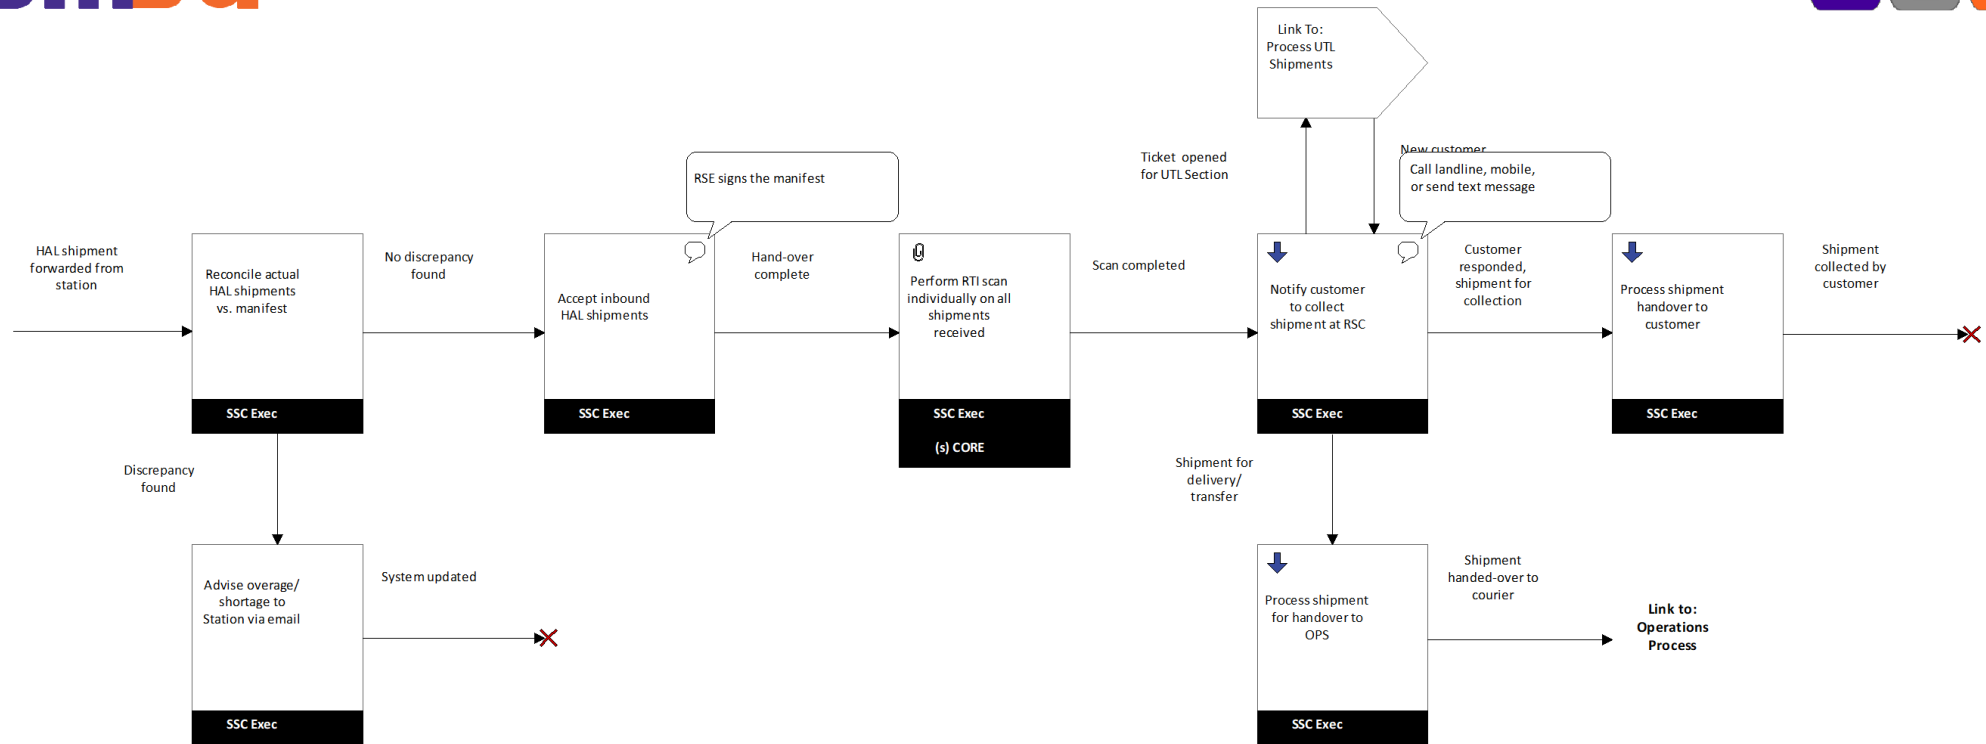 Link To:
Process UTL
Shipments
Ticket opened
for UTL Section
New customer
RSE signs the manifest
Call landline, mobile,
or send text message
HAL shipment
forwarded from
station
Reconcile actual
HAL shipments
vs. manifest
SSC Exec
No discrepancy
found
Accept inbound
HAL shipments
SSC Exec
Hand-over
complete
Perform RTI scan
individually on all
shipments
received
SSC Exec
(s) CORE
Scan completed
Notify customer
to collect
shipment at RSC
SSC Exec
Customer
responded,
shipment for
collection
Process shipment
handover to
customer
SSC Exec
Shipment
collected by
customer
Discrepancy
found
Advise overage/
shortage to
Station via email
SSC Exec
System updated
Shipment for
delivery/
transfer
Process shipment
for handover to
OPS
SSC Exec
Shipment
handed-over to
courier
Link to:
Operations
Process